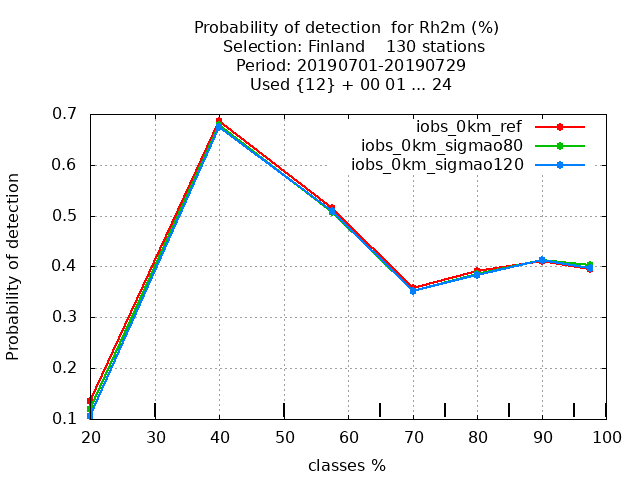 Probability of detection  for Rh2m (%)
Selection: Finland    130 stations
Period: 20190701-20190729
Used {12} + 00 01 ... 24
iobs_0km_ref
iobs_0km_sigmao80
iobs_0km_sigmao120
Probability of detection
0.7
0.6
0.5
0.4
0.3
0.2
0.1
20 30 40 50 60 70 80 90 100
classes %